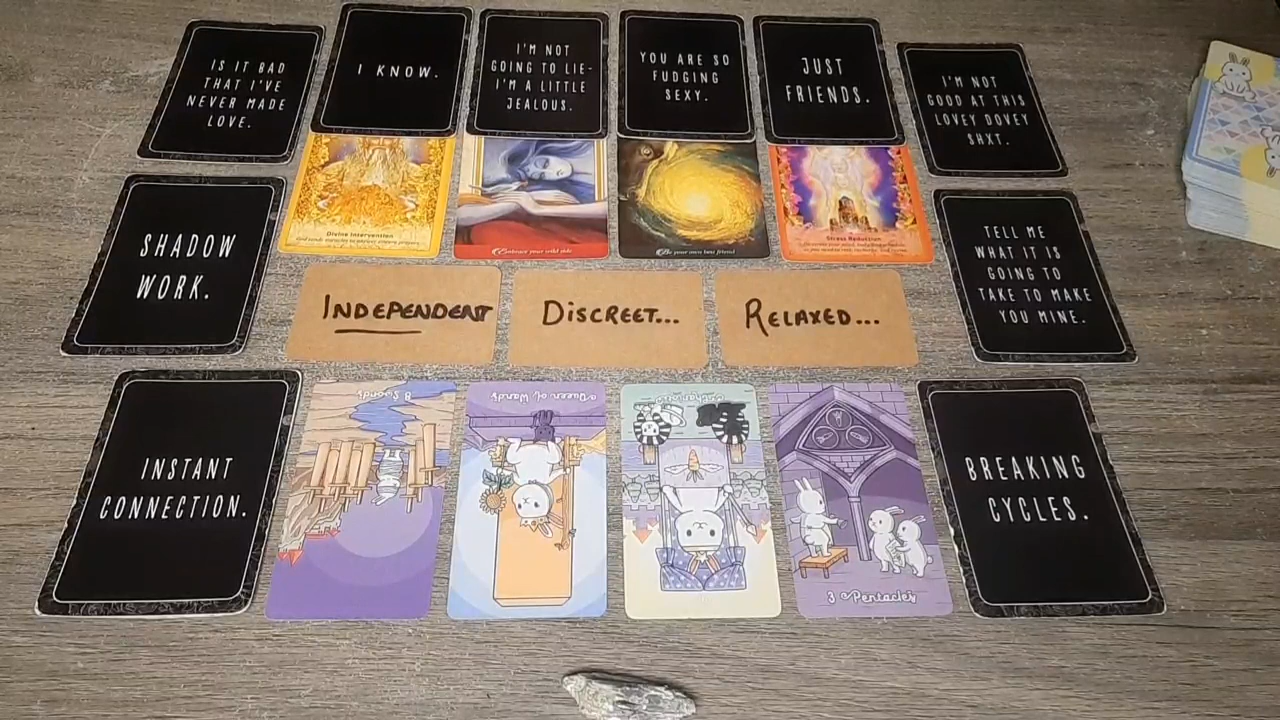 IS IT BAD
THAT I'VE
NEVER MADE
LOVE.
I KNOW.
I'M NOT
GOING TO LIE-
I'M A LITTLE
JEALOUS.
YOU ARE SO
FUDGING
SEXY.
JUST
FRIENDS.
I'M NOT
GOOD AT THIS
LOVEY DOVEY
SHXT.
Divine Intervention
Embrace your wild side
Be your own best friend
Stress Reduction
SHADOW
WORK.
INDEPENDENT
DISCREET...
RELAXED...
TELL ME
WHAT IT IS
GOING TO
TAKE TO MAKE
YOU MINE.
INSTANT
CONNECTION.
8 Swords
Queen of Wands
3 Pentacles
BREAKING
CYCLES.